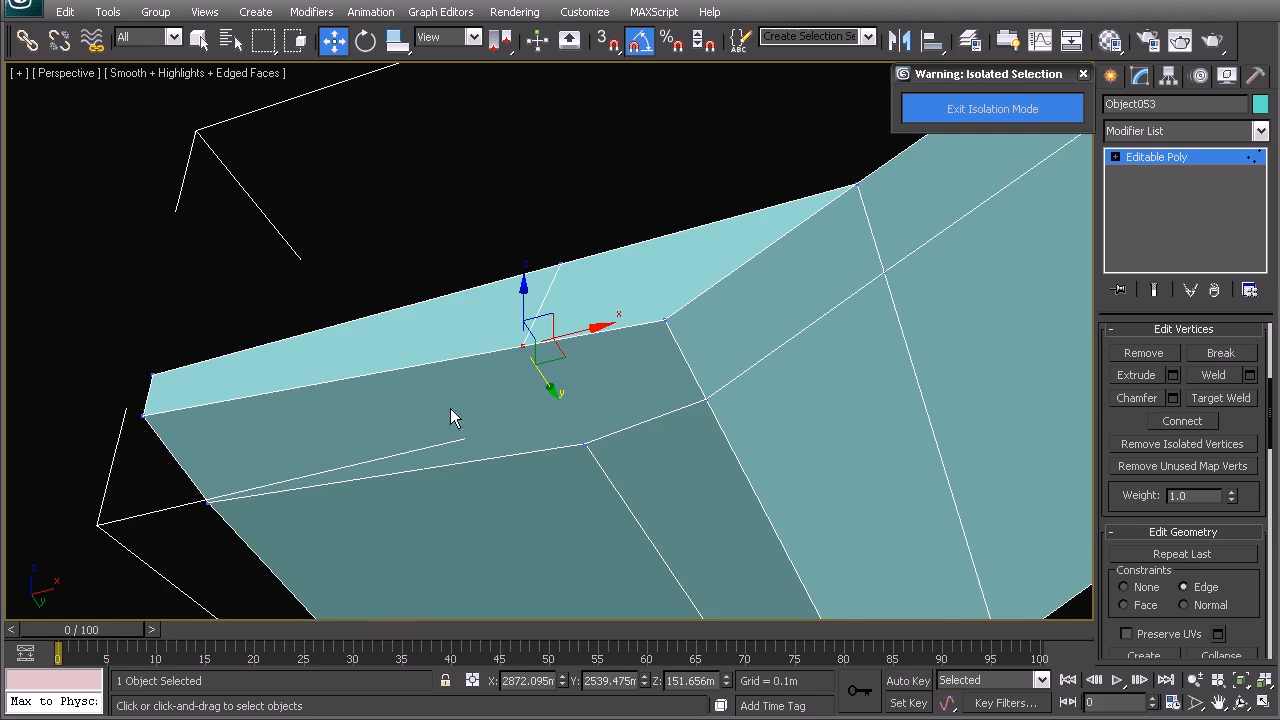 Edit Tools Group Views Create Modifiers Animation Graph Editors Rendering Customize MAXScript Help
All View 3 Create Selection Se
[ + ] [ Perspective ] [ Smooth + Highlights + Edged Faces ]
Warning: Isolated Selection
Exit Isolation Mode
Object053
Modifier List
Editable Poly
z
x
y
Edit Vertices
Remove Break
Extrude Weld
Chamfer Target Weld
Connect
Remove Isolated Vertices
Remove Unused Map Verts
Weight: 1.0
Edit Geometry
Repeat Last
Constraints
None Edge
Face Normal
Preserve UVs
Create Collapse
z
x
y
< 0 / 100 >
0 5 10 15 20 25 30 35 40 45 50 55 60 65 70 75 80 85 90 95 100
1 Object Selected X: 2872.095m Y: 2539.475m Z: 151.656m Grid = 0.1m Auto Key Selected
Max to Physc: Click or click-and-drag to select objects Add Time Tag Set Key Key Filters... 0